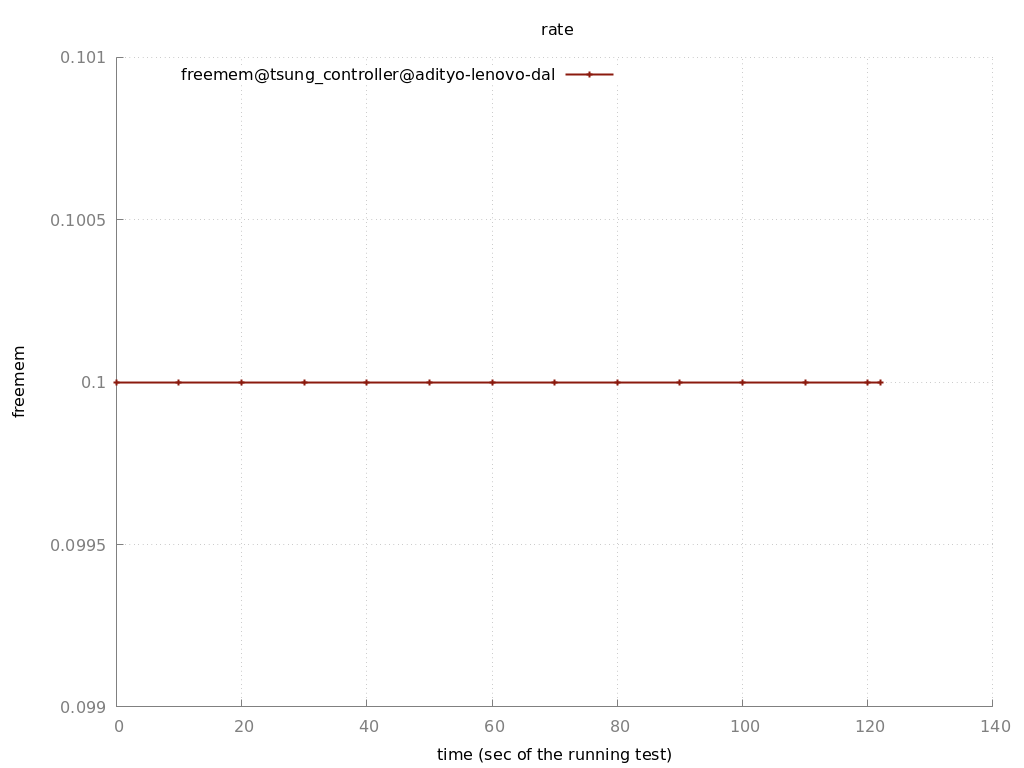 rate
0.101
freemem@tsung_controller@adityo-lenovo-dal
0.1005
freemem
0.1
0.0995
0.099
0 20 40 60 80 100 120 140
time (sec of the running test)